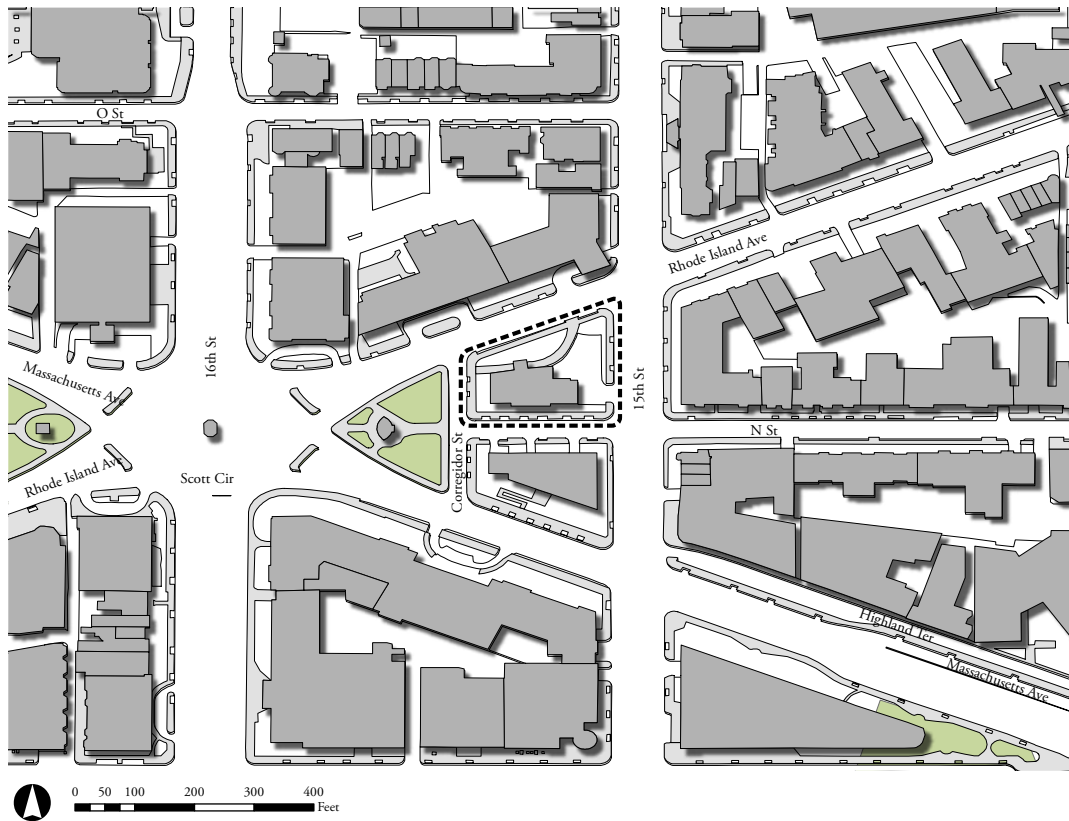 O St
Rhode Island Ave
16th St
Massachusetts Ave
15th St
N St
Corregidor St
Rhode Island Ave
Scott Cir
Highland Ter
Massachusetts Ave
0 50 100 200 300 400
Feet